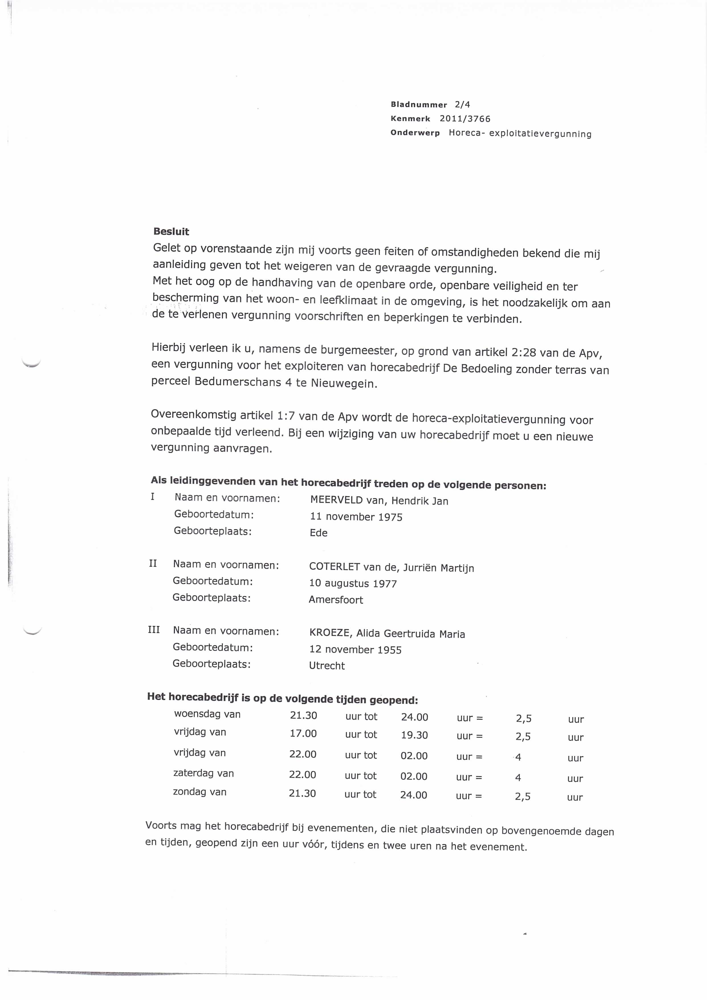 Bladnummer 2/4
Kenmerk 2011/3766
Onderwerp Horeca- exploitatievergunning
Besluit
Gelet op vorenstaande zijn mij voorts geen feiten of omstandigheden bekend die mij
aanleiding geven tot het weigeren van de gevraagde vergunning.
Met het oog op de handhaving van de openbare orde, openbare veiligheid en ter
bescherming van het woon- en leefklimaat in de omgeving, is het noodzakelijk om aan
de te verlenen vergunning voorschriften en beperkingen te verbinden.
Hierbij verleen ik u, namens de burgemeester, op grond van artikel 2:28 van de Apv,
een vergunning voor het exploiteren van horecabedrijf De Bedoeling zonder terras van
perceel Bedumerschans 4 te Nieuwegein.
Overeenkomstig artikel 1:7 van de Apv wordt de horeca-exploitatievergunning voor
onbepaalde tijd verleend. Bij een wijziging van uw horecabedrijf moet u een nieuwe
vergunning aanvragen.
Als leidinggevenden van het horecabedrijf treden op de volgende personen:
I Naam en voornamen: MEERVELD van, Hendrik Jan
Geboortedatum: 11 november 1975
Geboorteplaats: Ede
II Naam en voornamen: COTERLET van de, Jurriën Martijn
Geboortedatum: 10 augustus 1977
Geboorteplaats: Amersfoort
III Naam en voornamen: KROEZE, Alida Geertruida Maria
Geboortedatum: 12 november 1955
Geboorteplaats: Utrecht
Het horecabedrijf is op de volgende tijden geopend:
woensdag van 21.30 uur tot 24.00 uur = 2,5 uur
vrijdag van 17.00 uur tot 19.30 uur = 2,5 uur
vrijdag van 22.00 uur tot 02.00 uur = 4 uur
zaterdag van 22.00 uur tot 02.00 uur = 4 uur
zondag van 21.30 uur tot 24.00 uur = 2,5 uur
Voorts mag het horecabedrijf bij evenementen, die niet plaatsvinden op bovengenoemde dagen
en tijden, geopend zijn een uur vóór, tijdens en twee uren na het evenement.